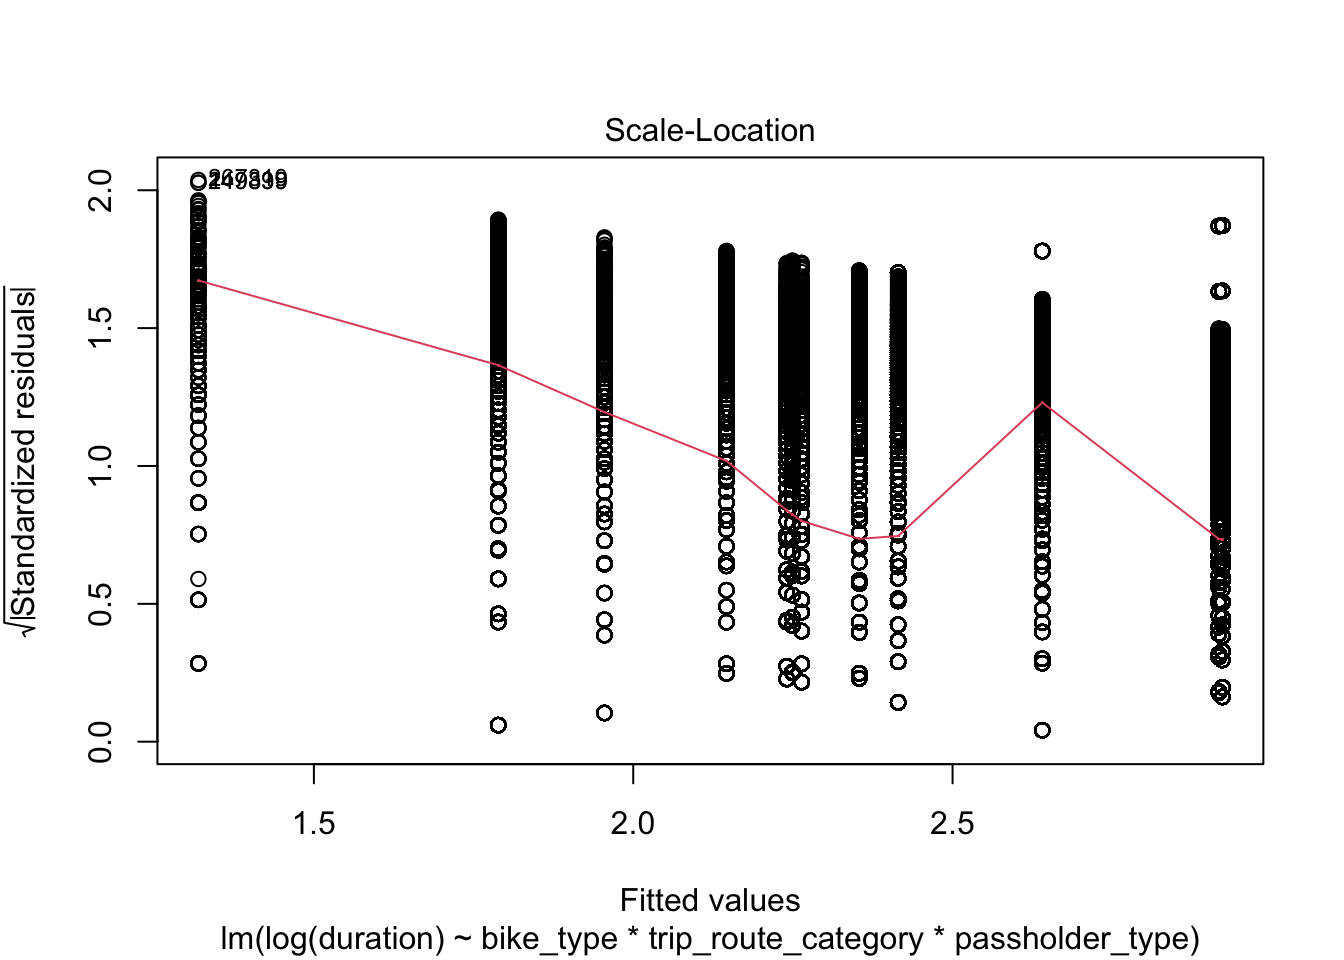 Scale-Location
√|Standardized residuals|
2.0
1.5
1.0
0.5
0.0
1.5 2.0 2.5
Fitted values
lm(log(duration) ~ bike_type * trip_route_category * passholder_type)